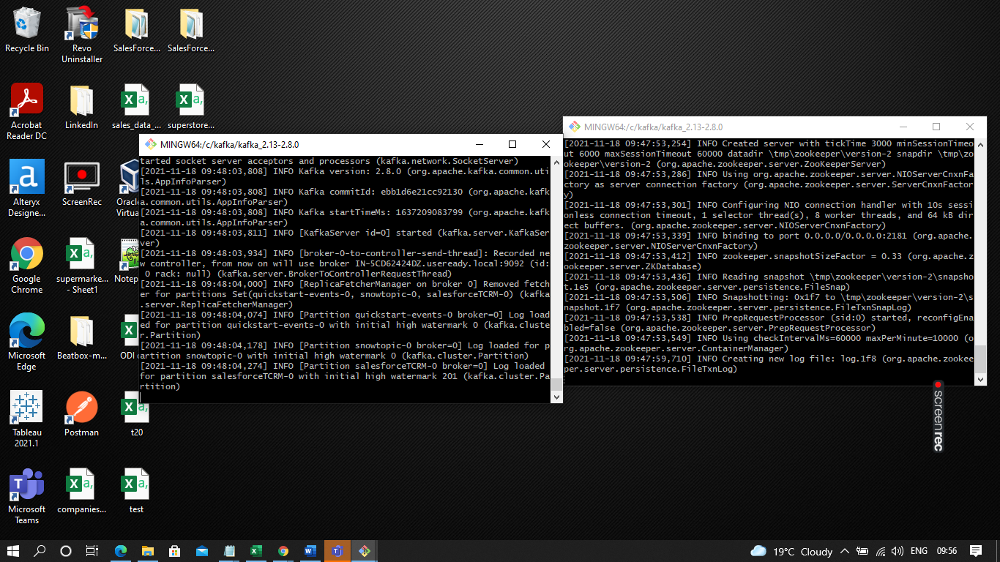 Recycle Bin
Revo
Uninstaller
SalesForce...
SalesForce...
Acrobat
Reader DC
LinkedIn
sales_data_...
superstore...
Alteryx
Designe...
ScreenRec
Oracle
Virtua
Google
Chrome
supermarke...
- Sheet1
Notep
Microsoft
Edge
Beatbox-m...
ODI
Tableau
2021.1
Postman
t20
Microsoft
Teams
companies...
test
MINGW64:/c/kafka/kafka_2.13-2.8.0
tarted socket server acceptors and processors (kafka.network.SocketServer)
[2021-11-18 09:48:03,808] INFO Kafka version: 2.8.0 (org.apache.kafka.common.uti
ls.AppInfoParser)
[2021-11-18 09:48:03,808] INFO Kafka commitId: ebb1d6e21cc92130 (org.apache.kafk
a.common.utils.AppInfoParser)
[2021-11-18 09:48:03,808] INFO Kafka startTimeMs: 1637209083799 (org.apache.kafk
a.common.utils.AppInfoParser)
[2021-11-18 09:48:03,811] INFO [KafkaServer id=0] started (kafka.server.KafkaSer
ver)
[2021-11-18 09:48:03,934] INFO [broker-0-to-controller-send-thread]: Recorded ne
w controller, from now on will use broker IN-5CD62424DZ.useready.local:9092 (id:
 0 rack: null) (kafka.server.BrokerToControllerRequestThread)
[2021-11-18 09:48:04,000] INFO [ReplicaFetcherManager on broker 0] Removed fetch
er for partitions Set(quickstart-events-0, snowtopic-0, salesforceTCRM-0) (kafka
.server.ReplicaFetcherManager)
[2021-11-18 09:48:04,074] INFO [Partition quickstart-events-0 broker=0] Log load
ed for partition quickstart-events-0 with initial high watermark 0 (kafka.cluste
r.Partition)
[2021-11-18 09:48:04,178] INFO [Partition snowtopic-0 broker=0] Log loaded for p
artition snowtopic-0 with initial high watermark 0 (kafka.cluster.Partition)
[2021-11-18 09:48:04,274] INFO [Partition salesforceTCRM-0 broker=0] Log loaded
for partition salesforceTCRM-0 with initial high watermark 201 (kafka.cluster.Pa
rtition)
MINGW64:/c/kafka/kafka_2.13-2.8.0
[2021-11-18 09:47:53,254] INFO Created server with tickTime 3000 minSessionTimeo
ut 6000 maxSessionTimeout 60000 datadir \tmp\zookeeper\version-2 snapdir \tmp\zo
okeeper\version-2 (org.apache.zookeeper.server.ZooKeeperServer)
[2021-11-18 09:47:53,286] INFO Using org.apache.zookeeper.server.NIOServerCnxnFa
ctory as server connection factory (org.apache.zookeeper.server.ServerCnxnFactor
y)
[2021-11-18 09:47:53,301] INFO Configuring NIO connection handler with 10s sessi
onless connection timeout, 1 selector thread(s), 8 worker threads, and 64 kB dir
ect buffers. (org.apache.zookeeper.server.NIOServerCnxnFactory)
[2021-11-18 09:47:53,339] INFO binding to port 0.0.0.0/0.0.0.0:2181 (org.apache.
zookeeper.server.NIOServerCnxnFactory)
[2021-11-18 09:47:53,412] INFO zookeeper.snapshotSizeFactor = 0.33 (org.apache.z
ookeeper.server.ZKDatabase)
[2021-11-18 09:47:53,436] INFO Reading snapshot \tmp\zookeeper\version-2\snapsho
t.1e5 (org.apache.zookeeper.server.persistence.FileSnap)
[2021-11-18 09:47:53,506] INFO Snapshotting: 0x1f7 to \tmp\zookeeper\version-2\s
napshot.1f7 (org.apache.zookeeper.server.persistence.FileTxnSnapLog)
[2021-11-18 09:47:53,538] INFO PrepRequestProcessor (sid:0) started, reconfigEna
bled=false (org.apache.zookeeper.server.PrepRequestProcessor)
[2021-11-18 09:47:53,549] INFO Using checkIntervalMs=60000 maxPerMinute=10000 (o
rg.apache.zookeeper.server.ContainerManager)
[2021-11-18 09:47:59,710] INFO Creating new log file: log.1f8 (org.apache.zookee
per.server.persistence.FileTxnLog)
screenrec
19°C Cloudy
ENG
09:56